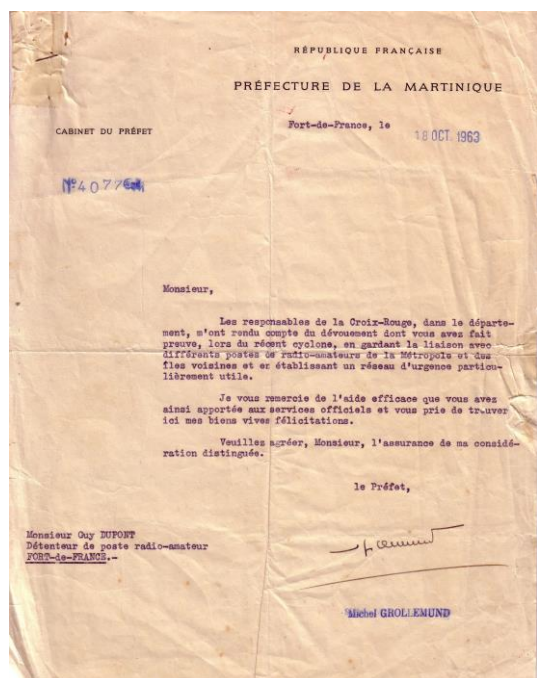 RÉPUBLIQUE FRANÇAISE
PRÉFECTURE DE LA MARTINIQUE
Fort-de-France, le
18 OCT. 1963
CABINET DU PRÉFET
Nº 4077
Monsieur,
Les responsables de la Croix-Rouge, dans le départe-
ment, m'ont rendu compte du dévouement dont vous avez fait
preuve, lors du récent cyclone, en gardant la liaison avec
différents postes de radio-amateurs de la Métropole et des
îles voisines et en établissant un réseau d'urgence particu-
lièrement utile.
Je vous remercie de l'aide efficace que vous avez
ainsi apportée aux services officiels et vous prie de trouver
ici mes biens vives félicitations.
Veuillez agréer, Monsieur, l'assurance de ma considé-
ration distinguée.
le Préfet,
Monsieur Guy DUPONT
Détenteur de poste radio-amateur
FORT-de-FRANCE.-
Michel GROLLEMUND